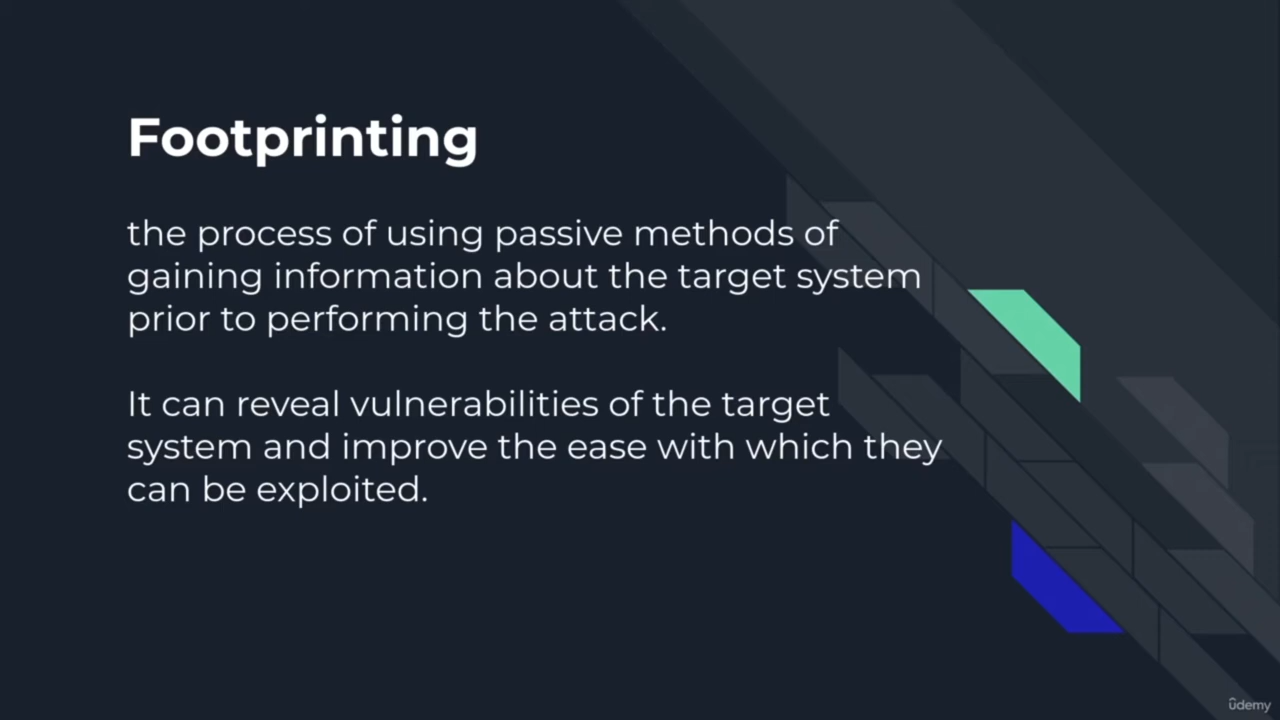 Footprinting
the process of using passive methods of
gaining information about the target system
prior to performing the attack.
It can reveal vulnerabilities of the target
system and improve the ease with which they
can be exploited.
ûdemy